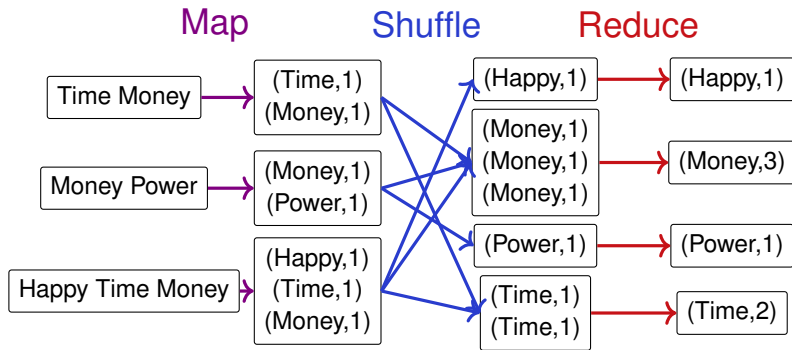 Map
Shuffle
Reduce
Time Money
(Time,1)
(Money,1)
(Happy,1)
(Happy,1)
Money Power
(Money,1)
(Power,1)
(Money,1)
(Money,1)
(Money,1)
(Money,3)
Happy Time Money
(Happy,1)
(Time,1)
(Money,1)
(Power,1)
(Power,1)
(Time,1)
(Time,1)
(Time,2)